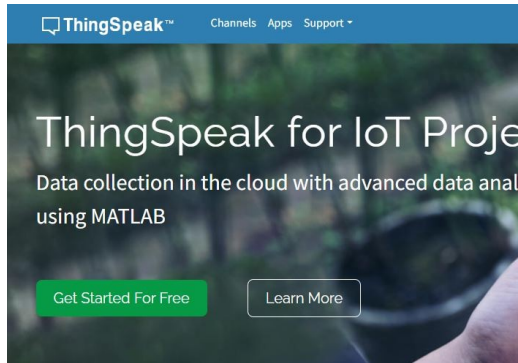 ThingSpeak™ Channels Apps Support
ThingSpeak for IoT Proje
Data collection in the cloud with advanced data anal
using MATLAB
Get Started For Free Learn More